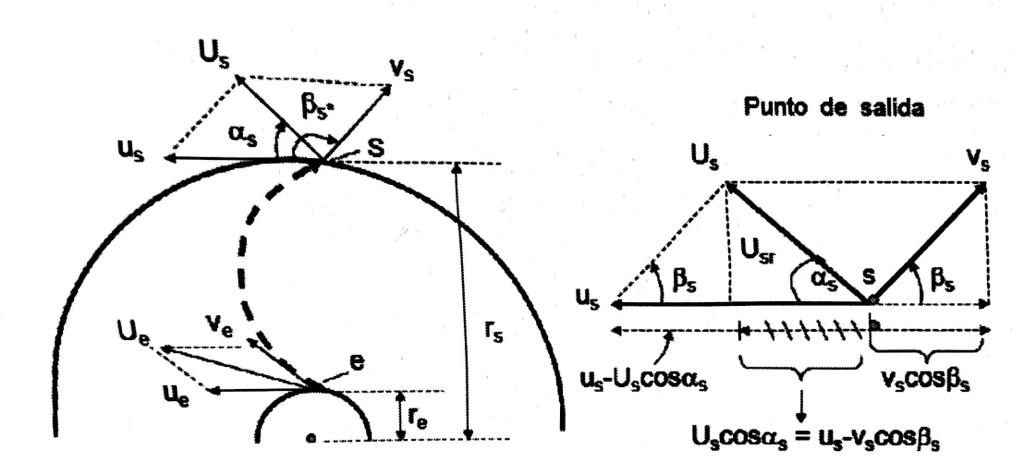 Uₛ
vₛ
βₛ*
αₛ
uₛ
S
Uₑ
vₑ
e
uₑ
rₑ
rₛ
Punto de salida
Uₛ
vₛ
Uₛᵣ
s
βₛ
αₛ
βₛ
uₛ
uₛ-Uₛcosαₛ
vₛcosβₛ
Uₛcosαₛ = uₛ-vₛcosβₛ